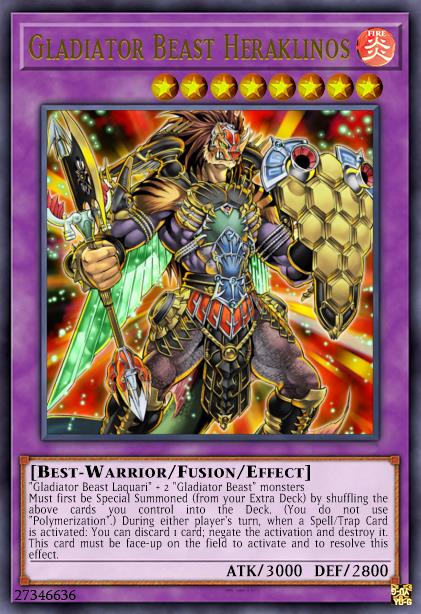 GLADIATOR BEAST HERAKLINOS
FIRE
炎
[BEST-WARRIOR/FUSION/EFFECT]
"Gladiator Beast Laquari" + 2 "Gladiator Beast" monsters
Must first be Special Summoned (from your Extra Deck) by shuffling the
above cards you control into the Deck. (You do not use
"Polymerization".) During either player's turn, when a Spell/Trap Card
is activated: You can discard 1 card; negate the activation and destroy it.
This card must be face-up on the field to activate and to resolve this
effect.
ATK/3000 DEF/2800
27346636